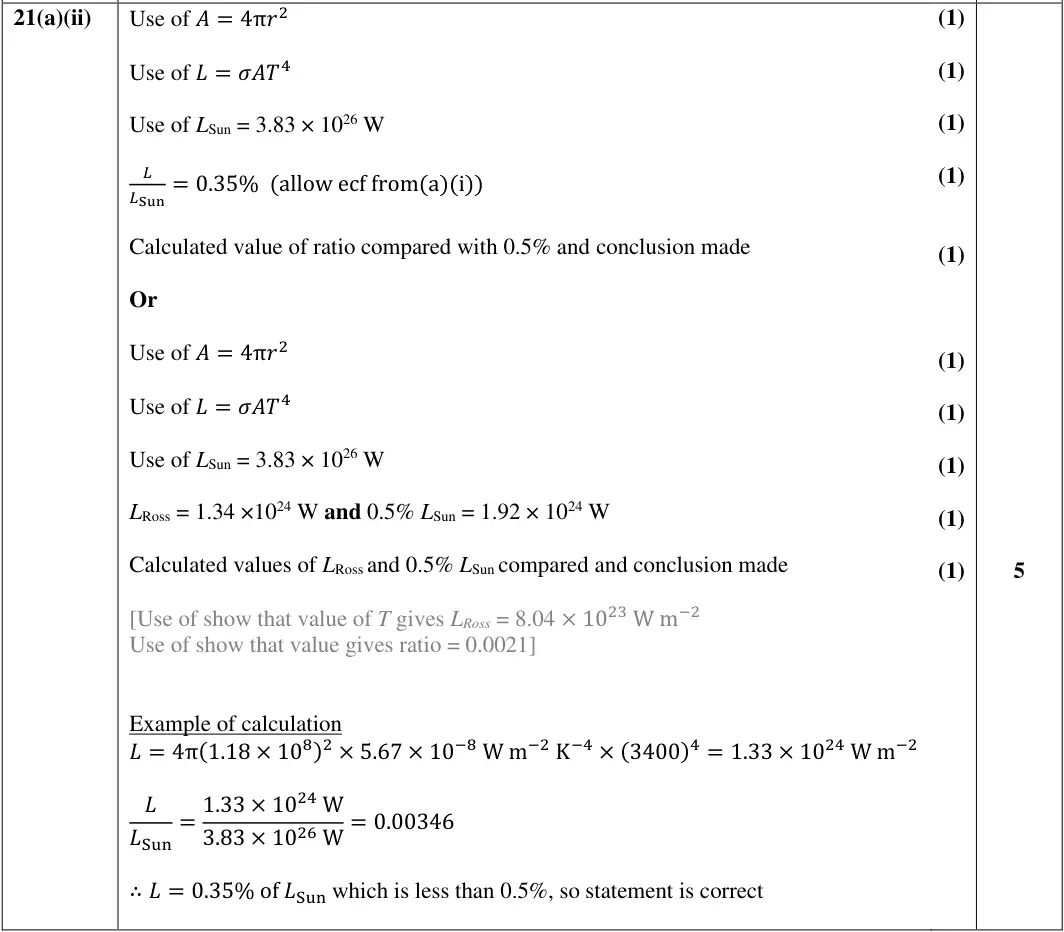 21(a)(ii) Use of A = 4πr² (1)
Use of L = σAT⁴ (1)
Use of L_Sun = 3.83 × 10²⁶ W (1)
L/L_Sun = 0.35% (allow ecf from(a)(i)) (1)
Calculated value of ratio compared with 0.5% and conclusion made (1)
Or
Use of A = 4πr² (1)
Use of L = σAT⁴ (1)
Use of L_Sun = 3.83 × 10²⁶ W (1)
L_Ross = 1.34 ×10²⁴ W and 0.5% L_Sun = 1.92 × 10²⁴ W (1)
Calculated values of L_Ross and 0.5% L_Sun compared and conclusion made (1) 5
[Use of show that value of T gives L_Ross = 8.04 × 10²³ W m⁻²
Use of show that value gives ratio = 0.0021]
Example of calculation
L = 4π(1.18 × 10⁸)² × 5.67 × 10⁻⁸ W m⁻² K⁻⁴ × (3400)⁴ = 1.33 × 10²⁴ W m⁻²
L/L_Sun = 1.33 × 10²⁴ W / 3.83 × 10²⁶ W = 0.00346
∴ L = 0.35% of L_Sun which is less than 0.5%, so statement is correct